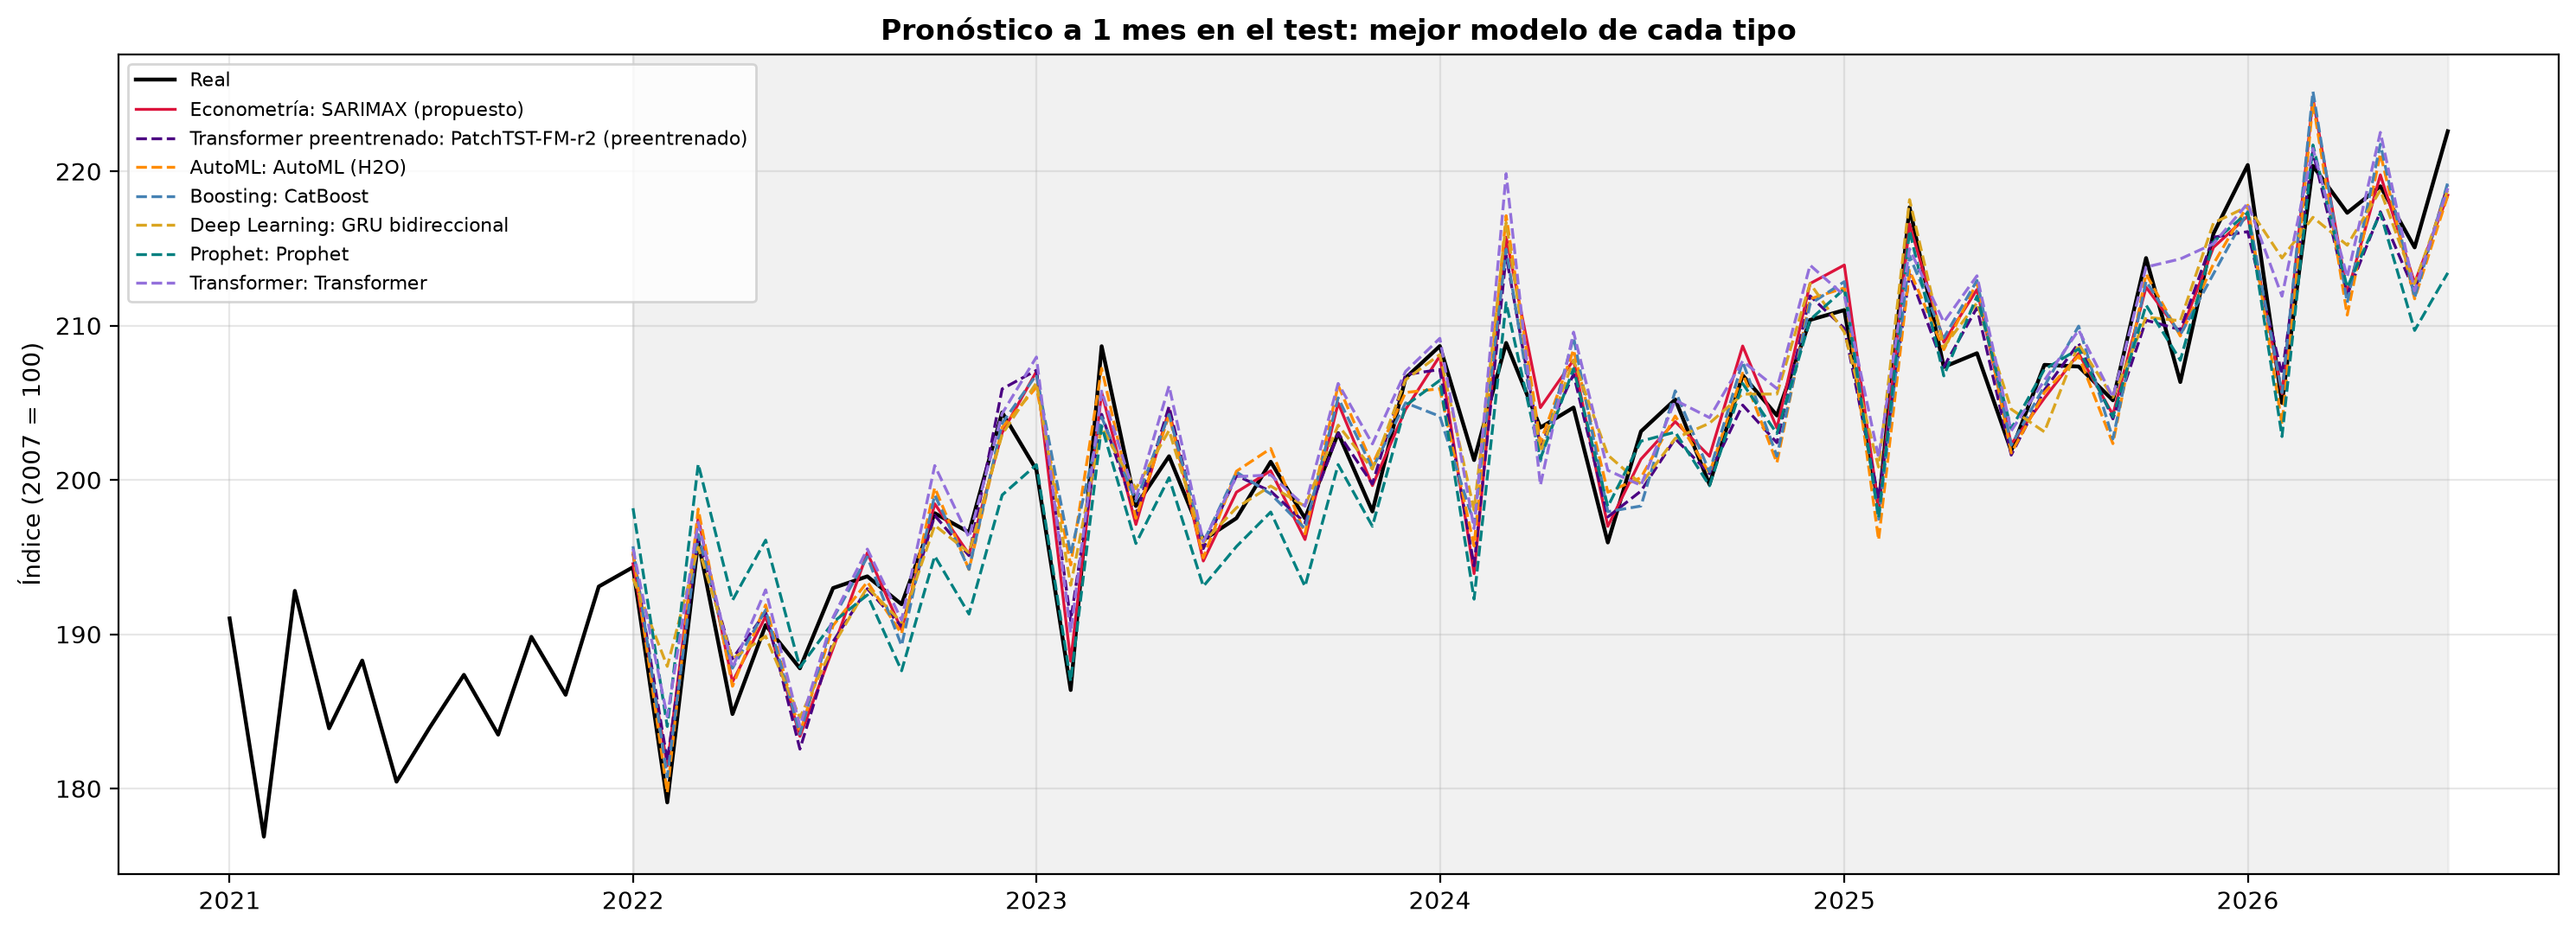 Pronóstico a 1 mes en el test: mejor modelo de cada tipo
Real
Econometría: SARIMAX (propuesto)
Transformer preentrenado: PatchTST-FM-r2 (preentrenado)
AutoML: AutoML (H2O)
Boosting: CatBoost
Deep Learning: GRU bidireccional
Prophet: Prophet
Transformer: Transformer
Índice (2007 = 100)
220
210
200
190
180
2021
2022
2023
2024
2025
2026